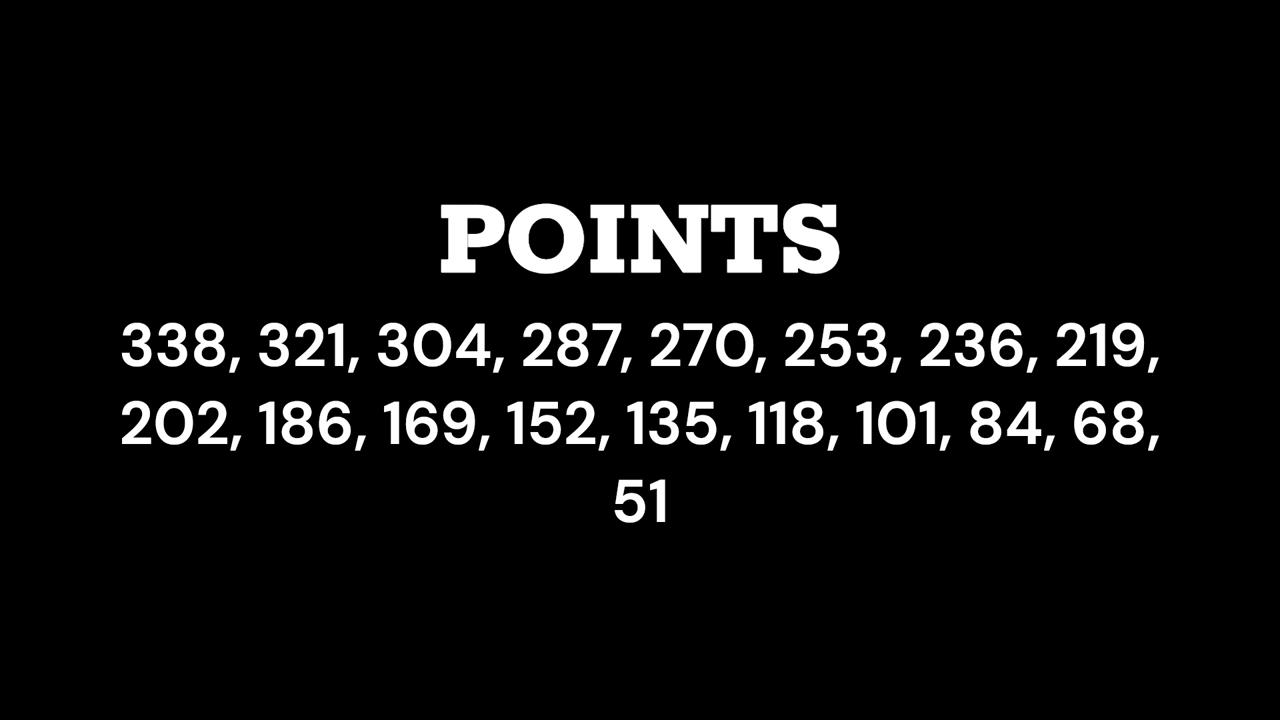 POINTS
338, 321, 304, 287, 270, 253, 236, 219,
202, 186, 169, 152, 135, 118, 101, 84, 68,
51